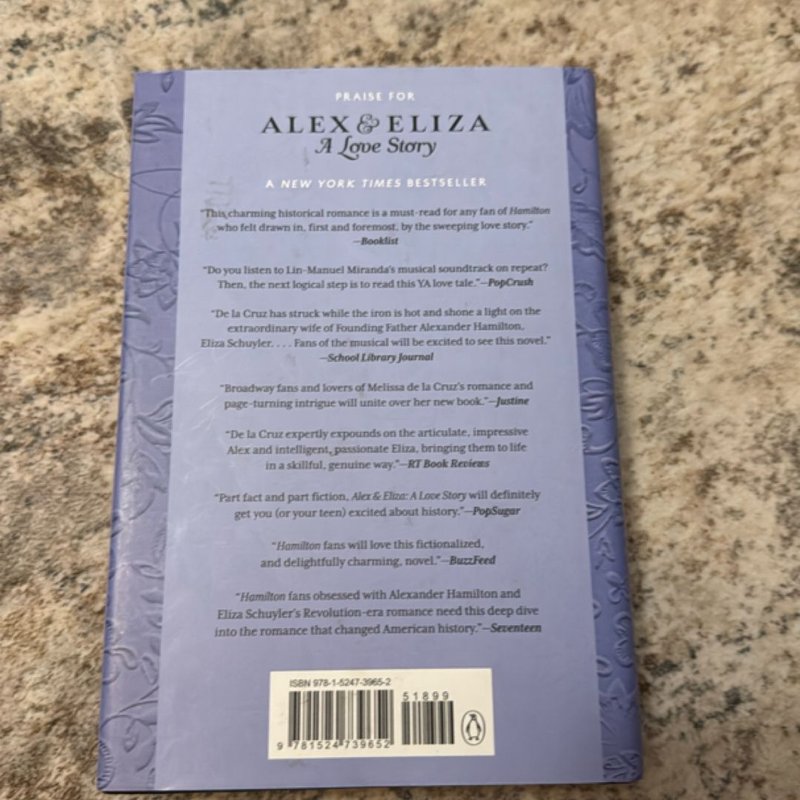 PRAISE FOR
ALEX & ELIZA
A Love Story
A NEW YORK TIMES BESTSELLER
"This charming historical romance is a must-read for any fan of Hamilton
who felt drawn in, first and foremost, by the sweeping love story."
—Booklist
"Do you listen to Lin-Manuel Miranda's musical soundtrack on repeat?
Then, the next logical step is to read this YA love tale."—PopCrush
"De la Cruz has struck while the iron is hot and shone a light on the
extraordinary wife of Founding Father Alexander Hamilton,
Eliza Schuyler. . . . Fans of the musical will be excited to see this novel."
—School Library Journal
"Broadway fans and lovers of Melissa de la Cruz's romance and
page-turning intrigue will unite over her new book."—Justine
"De la Cruz expertly expounds on the articulate, impressive
Alex and intelligent, passionate Eliza, bringing them to life
in a skillful, genuine way."—RT Book Reviews
"Part fact and part fiction, Alex & Eliza: A Love Story will definitely
get you (or your teen) excited about history."—PopSugar
"Hamilton fans will love this fictionalized,
and delightfully charming, novel."—BuzzFeed
"Hamilton fans obsessed with Alexander Hamilton and
Eliza Schuyler's Revolution-era romance need this deep dive
into the romance that changed American history."—Seventeen
ISBN 978-1-5247-3965-2
51899
9 781524 739652